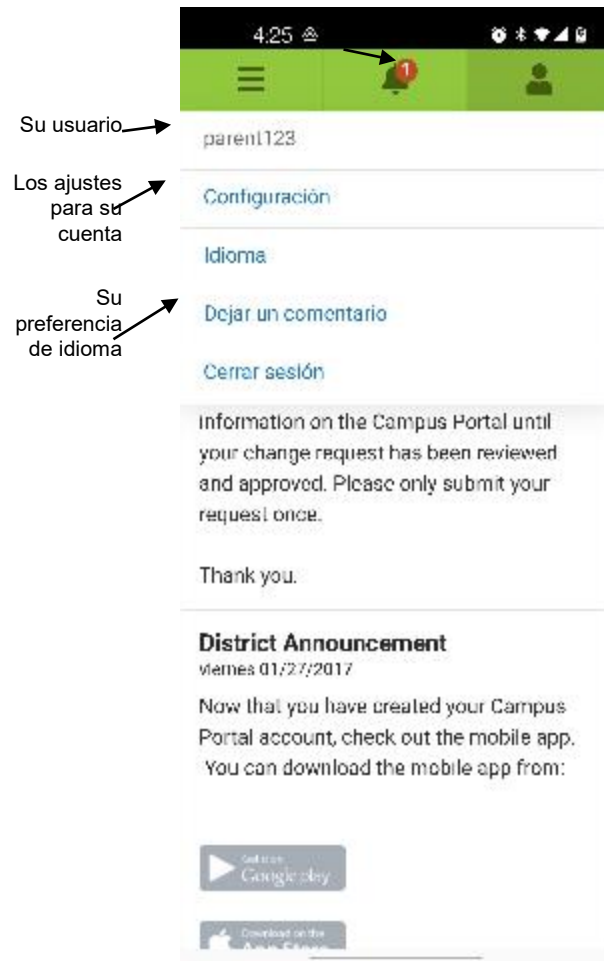 4:25
1
Su usuario
parent123
Los ajustes
para su
cuenta
Configuración
Idioma
Su
preferencia
de idioma
Dejar un comentario
Cerrar sesión
information on the Campus Portal until
your change request has been reviewed
and approved. Please only submit your
request once.
Thank you.
District Announcement
viernes 01/27/2017
Now that you have created your Campus
Portal account, check out the mobile app.
You can download the mobile app from:
Get it on
Google play
Download on the
App Store